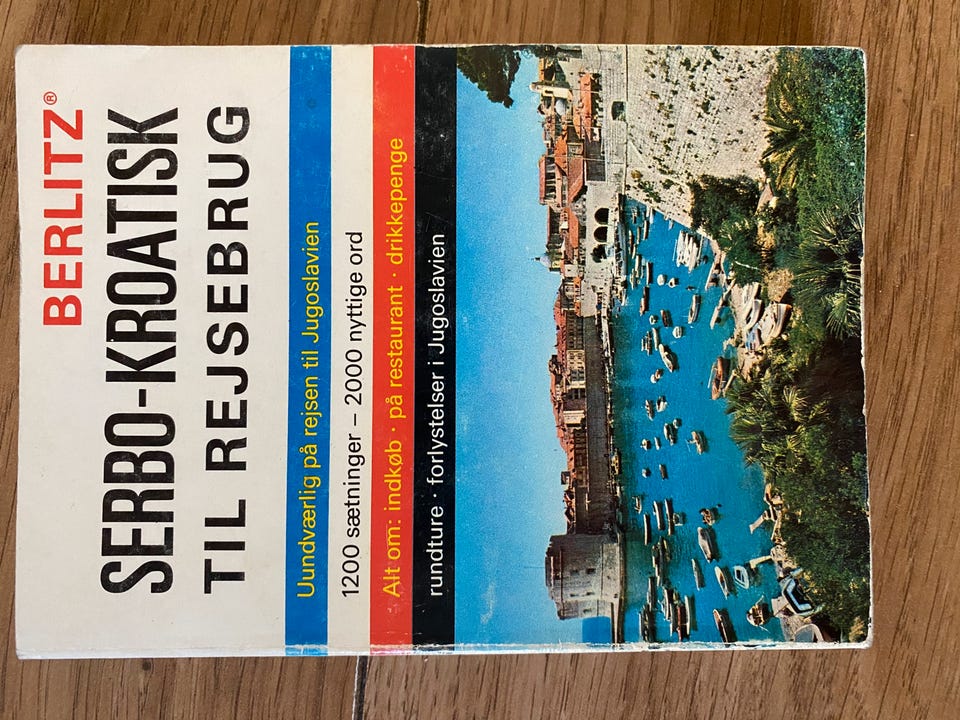 BERLITZ®
SERBO-KROATISK
TIL REJSEBRUG
Uundværlig på rejsen til Jugoslavien
1200 sætninger – 2000 nyttige ord
Alt om: indkøb · på restaurant · drikkepenge
rundture · forlystelser i Jugoslavien